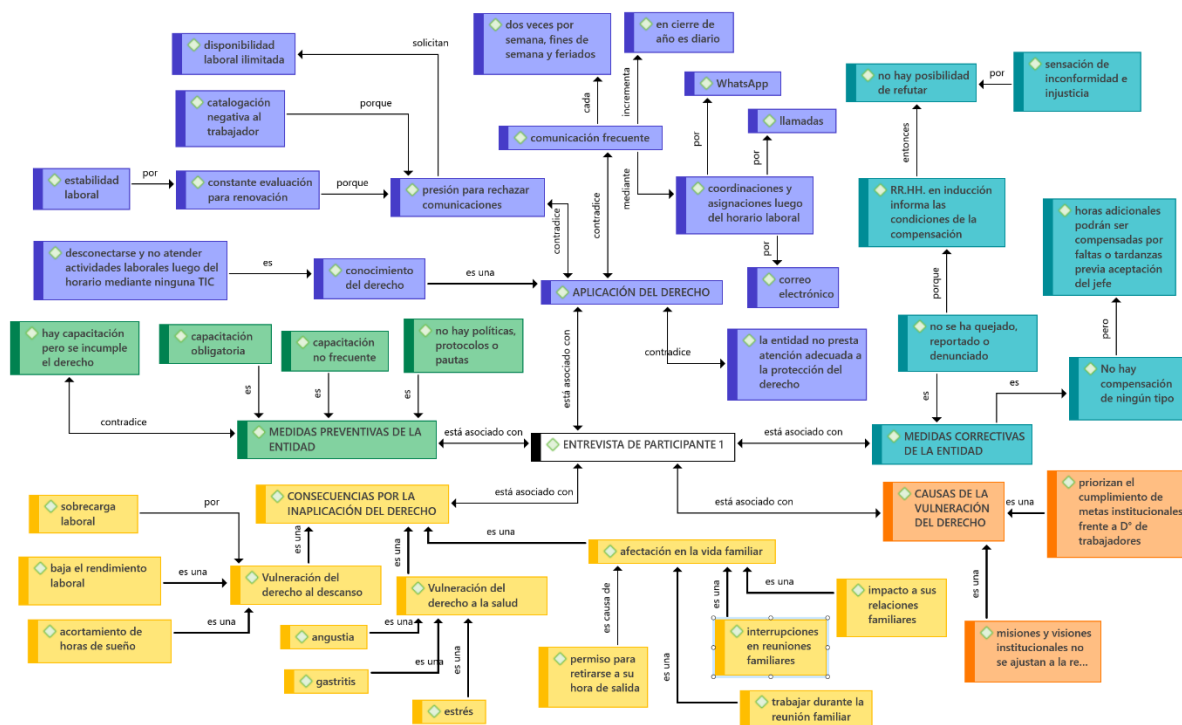 disponibilidad
laboral ilimitada
solicitan
dos veces por
semana, fines de
semana y feriados
en cierre de
año es diario
cada
incrementa
WhatsApp
llamadas
por
por
no hay posibilidad
de refutar
por
sensación de
inconformidad e
injusticia
catalogación
negativa al
trabajador
porque
comunicación frecuente
entonces
estabilidad
laboral
por
constante evaluación
para renovación
porque
presión para rechazar
comunicaciones
contradice
contradice
mediante
coordinaciones y
asignaciones luego
del horario laboral
por
RR.HH. en inducción
informa las
condiciones de la
compensación
horas adicionales
podrán ser
compensadas por
faltas o tardanzas
previa aceptación
del jefe
desconectarse y no atender
actividades laborales luego del
horario mediante ninguna TIC
es
conocimiento
del derecho
es una
APLICACIÓN DEL DERECHO
correo
electrónico
porque
pero
hay capacitación
pero se incumple
el derecho
capacitación
obligatoria
capacitación
no frecuente
no hay políticas,
protocolos o
pautas
está asociado con
contradice
la entidad no presta
atención adecuada a
la protección del
derecho
no se ha quejado,
reportado o
denunciado
No hay
compensación
de ningún tipo
contradice
es
es
es
es
es
MEDIDAS PREVENTIVAS DE LA
ENTIDAD
está asociado con
ENTREVISTA DE PARTICIPANTE 1
está asociado con
MEDIDAS CORRECTIVAS
DE LA ENTIDAD
sobrecarga
laboral
por
CONSECUENCIAS POR LA
INAPLICACIÓN DEL DERECHO
está asociado con
está asociado con
CAUSAS DE LA
VULNERACIÓN
DEL DERECHO
es una
priorizan el
cumplimiento de
metas institucionales
frente a D° de
trabajadores
es una
es una
es una
afectación en la vida familiar
baja el rendimiento
laboral
es una
Vulneración del
derecho al descanso
Vulneración del
derecho a la salud
es causa de
es una
es una
es una
impacto a sus
relaciones
familiares
es una
acortamiento de
horas de sueño
es una
angustia
es una
es una
gastritis
es una
estrés
permiso para
retirarse a su
hora de salida
interrupciones
en reuniones
familiares
misiones y visiones
institucionales no
se ajustan a la re...
es una
trabajar durante la
reunión familiar